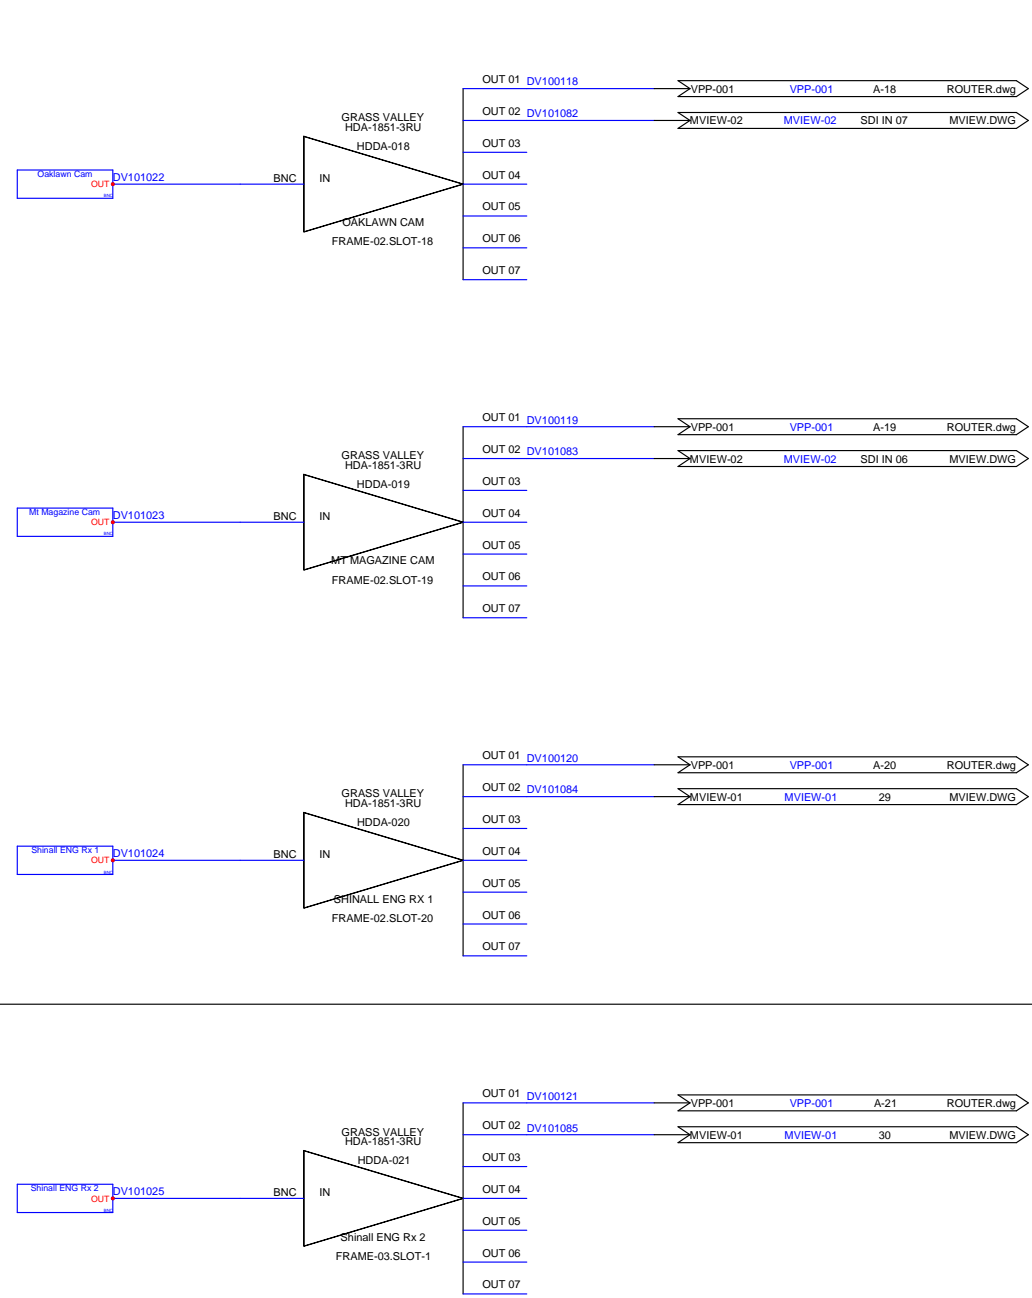 OUT 01 DV100118 VPP-001 VPP-001 A-18 ROUTER.dwg
OUT 02 DV101082 MVIEW-02 MVIEW-02 SDI IN 07 MVIEW.DWG
GRASS VALLEY
HDA-1851-3RU
HDDA-018
OUT 03
Oaklawn Cam
OUT
BNC
DV101022
BNC
IN
OUT 04
OUT 05
OAKLAWN CAM
FRAME-02.SLOT-18
OUT 06
OUT 07
OUT 01 DV100119 VPP-001 VPP-001 A-19 ROUTER.dwg
OUT 02 DV101083 MVIEW-02 MVIEW-02 SDI IN 06 MVIEW.DWG
GRASS VALLEY
HDA-1851-3RU
HDDA-019
OUT 03
Mt Magazine Cam
OUT
BNC
DV101023
BNC
IN
OUT 04
OUT 05
MT MAGAZINE CAM
FRAME-02.SLOT-19
OUT 06
OUT 07
OUT 01 DV100120 VPP-001 VPP-001 A-20 ROUTER.dwg
OUT 02 DV101084 MVIEW-01 MVIEW-01 29 MVIEW.DWG
GRASS VALLEY
HDA-1851-3RU
HDDA-020
OUT 03
Shinall ENG Rx 1
OUT
BNC
DV101024
BNC
IN
OUT 04
OUT 05
SHINALL ENG RX 1
FRAME-02.SLOT-20
OUT 06
OUT 07
OUT 01 DV100121 VPP-001 VPP-001 A-21 ROUTER.dwg
OUT 02 DV101085 MVIEW-01 MVIEW-01 30 MVIEW.DWG
GRASS VALLEY
HDA-1851-3RU
HDDA-021
OUT 03
Shinall ENG Rx 2
OUT
BNC
DV101025
BNC
IN
OUT 04
OUT 05
Shinall ENG Rx 2
FRAME-03.SLOT-1
OUT 06
OUT 07